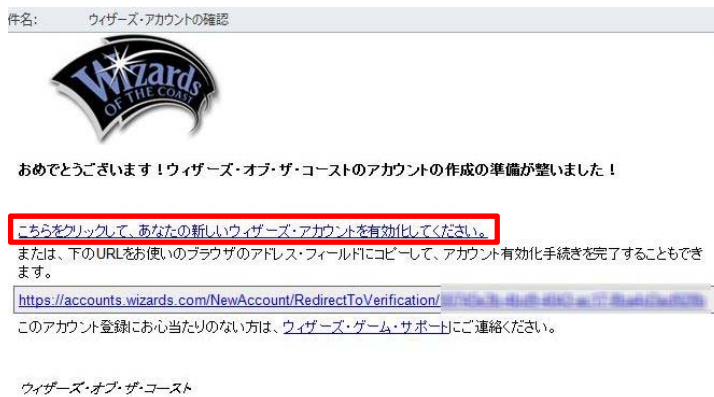 件名: ウィザーズ・アカウントの確認
Wizards
OF THE COAST
おめでとうございます！ウィザーズ・オブ・ザ・コーストのアカウントの作成の準備が整いました！
こちらをクリックして、あなたの新しいウィザーズ・アカウントを有効化してください。
または、下のURLをお使いのブラウザのアドレス・フィールドにコピーして、アカウント有効化手続きを完了することもでき
ます。
https://accounts.wizards.com/NewAccount/RedirectToVerification/
このアカウント登録にお心当たりのない方は、ウィザーズ・ゲーム・サポートにご連絡ください。
ウィザーズ・オブ・ザ・コースト